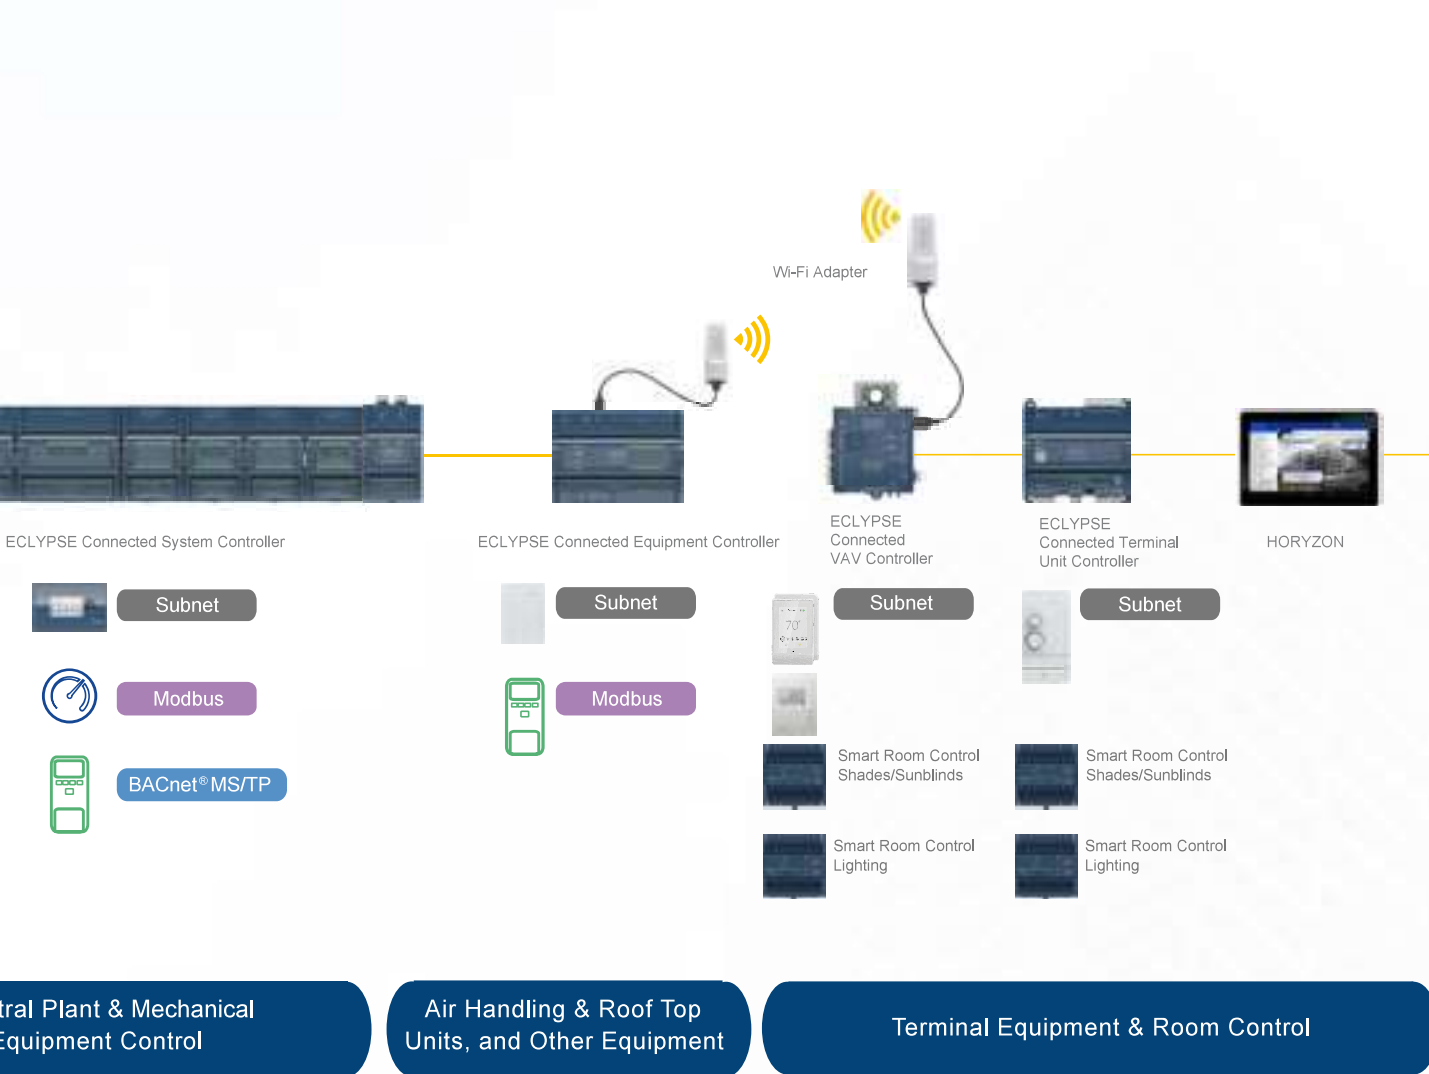 Wi-Fi Adapter
ECLYPSE Connected System Controller
ECLYPSE Connected Equipment Controller
ECLYPSE
Connected
VAV Controller
ECLYPSE
Connected Terminal
Unit Controller
HORYZON
Subnet
Modbus
BACnet® MS/TP
Subnet
Modbus
Subnet
70°
Smart Room Control
Shades/Sunblinds
Smart Room Control
Lighting
Subnet
Smart Room Control
Shades/Sunblinds
Smart Room Control
Lighting
tral Plant & Mechanical
Equipment Control
Air Handling & Roof Top
Units, and Other Equipment
Terminal Equipment & Room Control